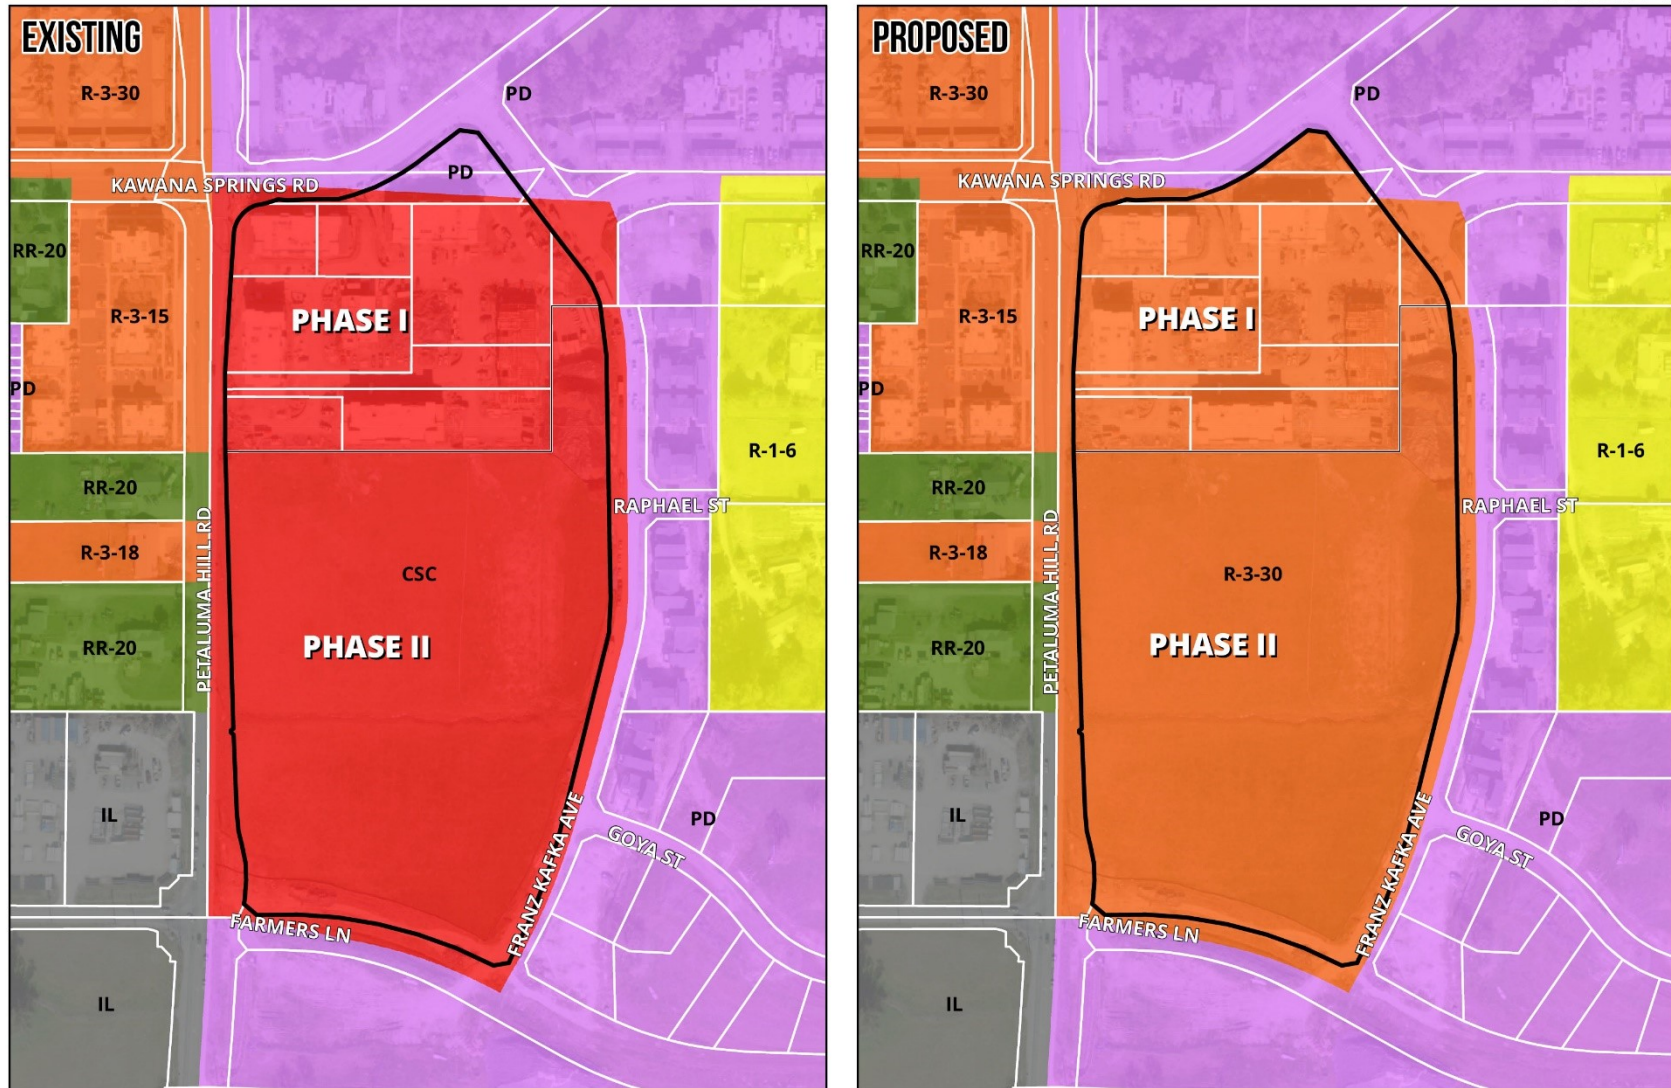 EXISTING
R-3-30
PD
PD
KAWANA SPRINGS RD
RR-20
R-3-15
PHASE I
PD
R-1-6
RR-20
RAPHAEL ST
R-3-18
PETALUMA HILL RD
CSC
RR-20
PHASE II
IL
PD
GOYA ST
FRANZ KAFKA AVE
FARMERS LN
IL
PROPOSED
R-3-30
PD
KAWANA SPRINGS RD
RR-20
R-3-15
PHASE I
PD
R-1-6
RR-20
RAPHAEL ST
R-3-18
PETALUMA HILL RD
R-3-30
RR-20
PHASE II
IL
PD
GOYA ST
FRANZ KAFKA AVE
FARMERS LN
IL